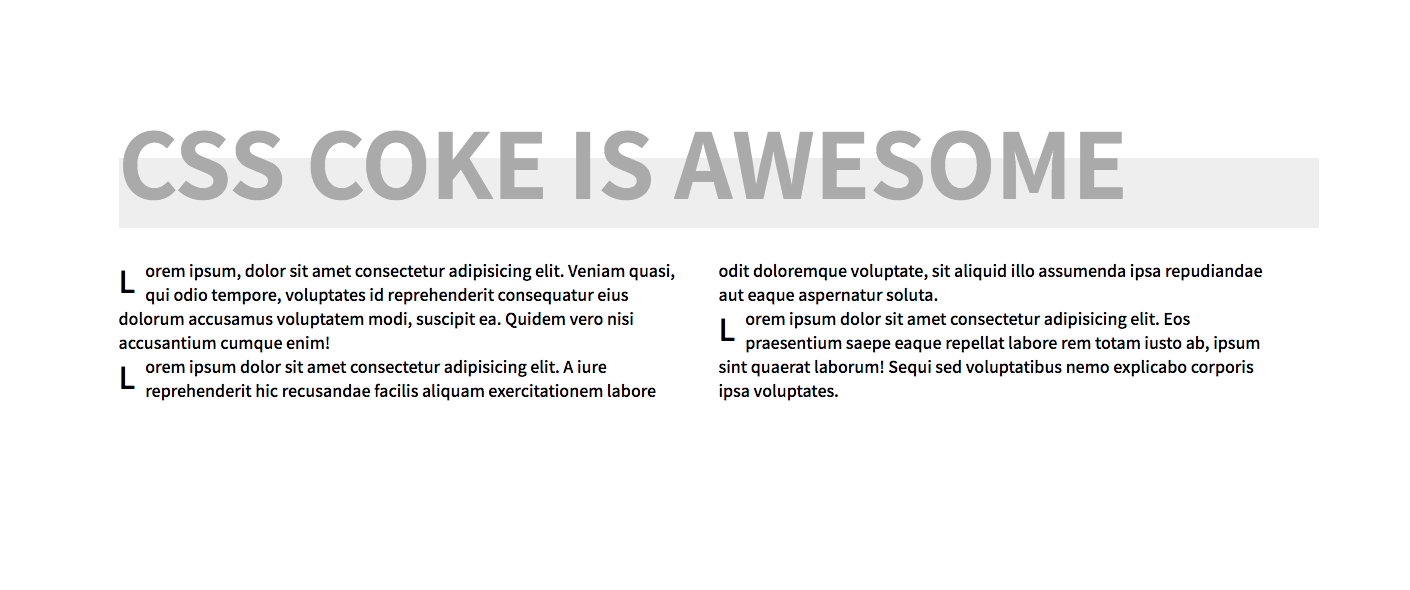 CSS COKE IS AWESOME
Lorem ipsum, dolor sit amet consectetur adipisicing elit. Veniam quasi,
qui odio tempore, voluptates id reprehenderit consequatur eius
dolorum accusamus voluptatem modi, suscipit ea. Quidem vero nisi
accusantium cumque enim!
Lorem ipsum dolor sit amet consectetur adipisicing elit. A iure
reprehenderit hic recusandae facilis aliquam exercitationem labore
odit doloremque voluptate, sit aliquid illo assumenda ipsa repudiandae
aut eaque aspernatur soluta.
Lorem ipsum dolor sit amet consectetur adipisicing elit. Eos
praesentium saepe eaque repellat labore rem totam iusto ab, ipsum
sint quaerat laborum! Sequi sed voluptatibus nemo explicabo corporis
ipsa voluptates.